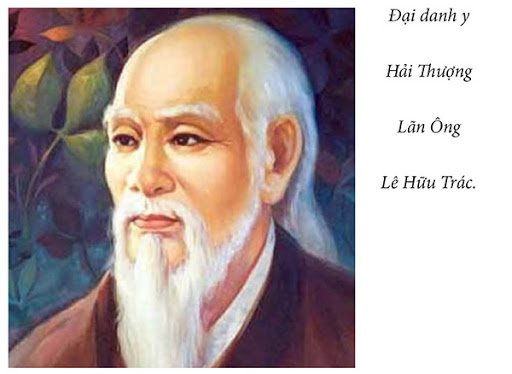 Đại danh y
Hải Thượng
Lãn Ông
Lê Hữu Trác.